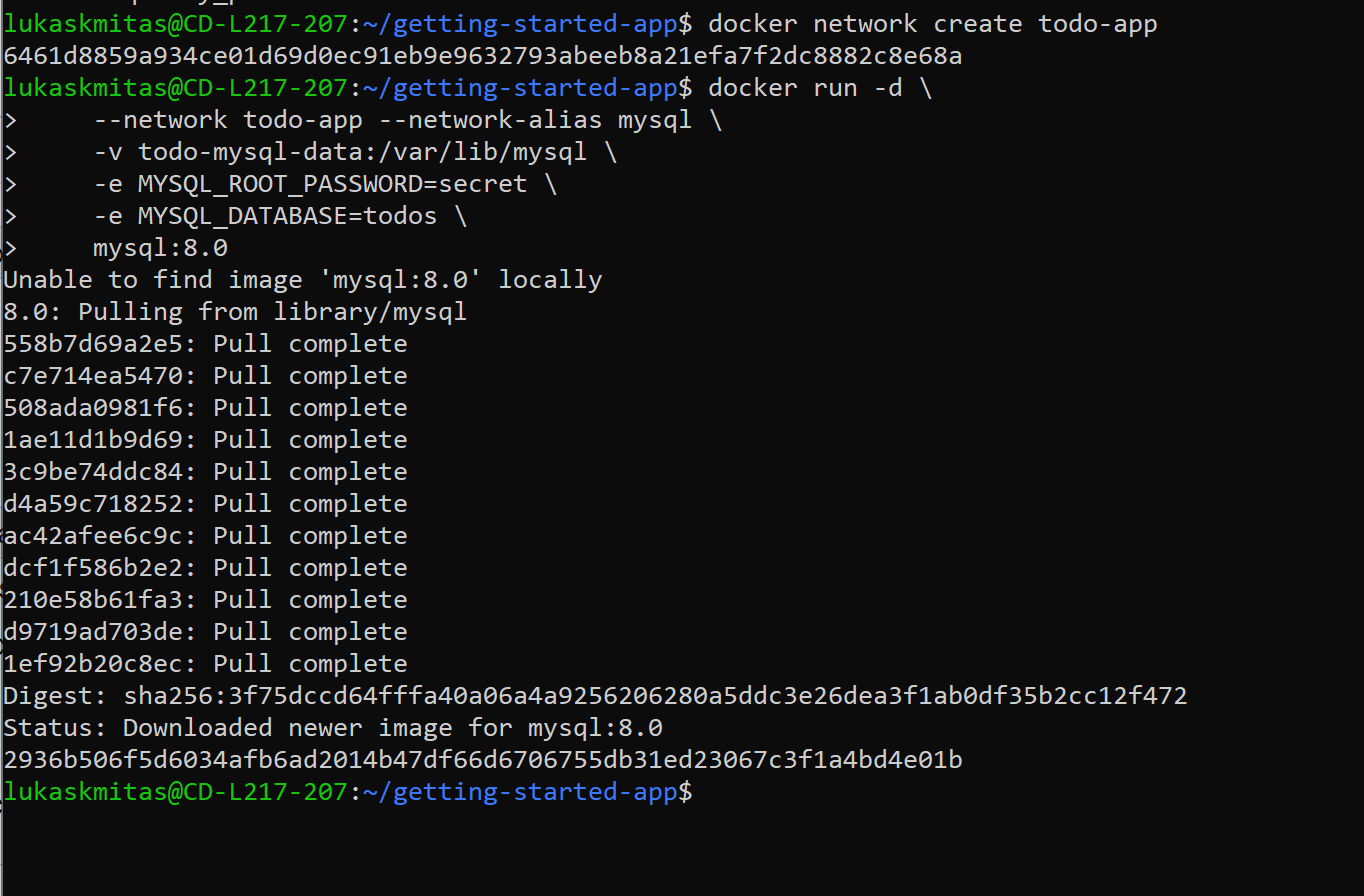 lukaskmitas@CD-L217-207:~/getting-started-app$ docker network create todo-app
6461d8859a934ce01d69d0ec91eb9e9632793abeeb8a21efa7f2dc8882c8e68a
lukaskmitas@CD-L217-207:~/getting-started-app$ docker run -d \
>     --network todo-app --network-alias mysql \
>     -v todo-mysql-data:/var/lib/mysql \
>     -e MYSQL_ROOT_PASSWORD=secret \
>     -e MYSQL_DATABASE=todos \
>     mysql:8.0
Unable to find image 'mysql:8.0' locally
8.0: Pulling from library/mysql
558b7d69a2e5: Pull complete
c7e714ea5470: Pull complete
508ada0981f6: Pull complete
1ae11d1b9d69: Pull complete
3c9be74ddc84: Pull complete
d4a59c718252: Pull complete
ac42afee6c9c: Pull complete
dcf1f586b2e2: Pull complete
210e58b61fa3: Pull complete
d9719ad703de: Pull complete
1ef92b20c8ec: Pull complete
Digest: sha256:3f75dccd64fffa40a06a4a9256206280a5ddc3e26dea3f1ab0df35b2cc12f472
Status: Downloaded newer image for mysql:8.0
2936b506f5d6034afb6ad2014b47df66d6706755db31ed23067c3f1a4bd4e01b
lukaskmitas@CD-L217-207:~/getting-started-app$